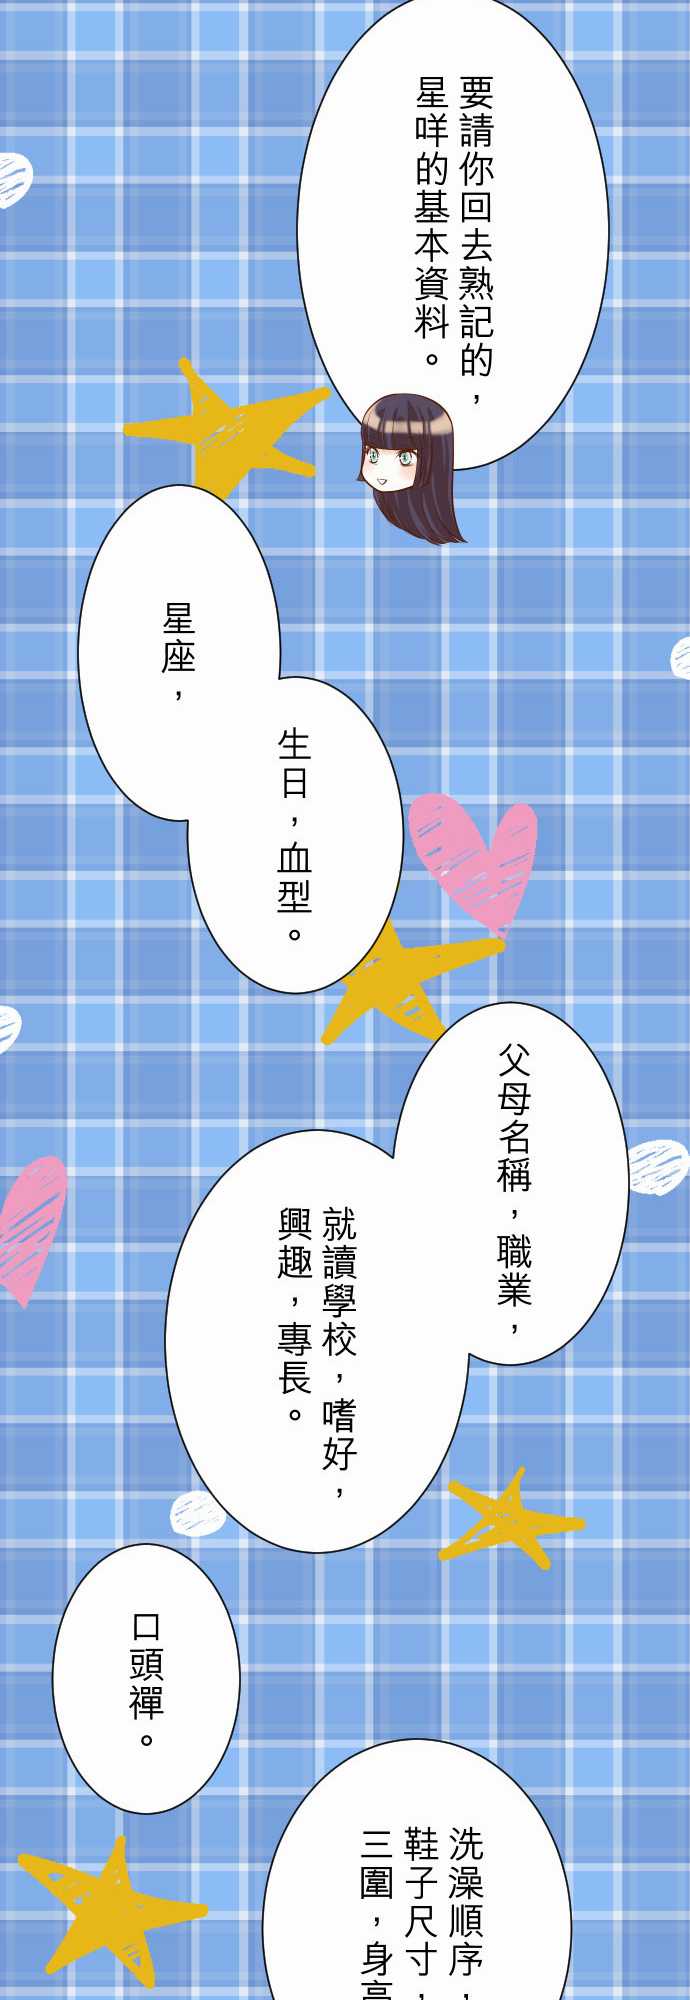 要請你回去熟記的，
星咩的基本資料。
星座，
生日，血型。
父母名稱，職業，
就讀學校，嗜好，
興趣，專長。
口頭禪。
洗澡順序，
鞋子尺寸，
三圍，身高